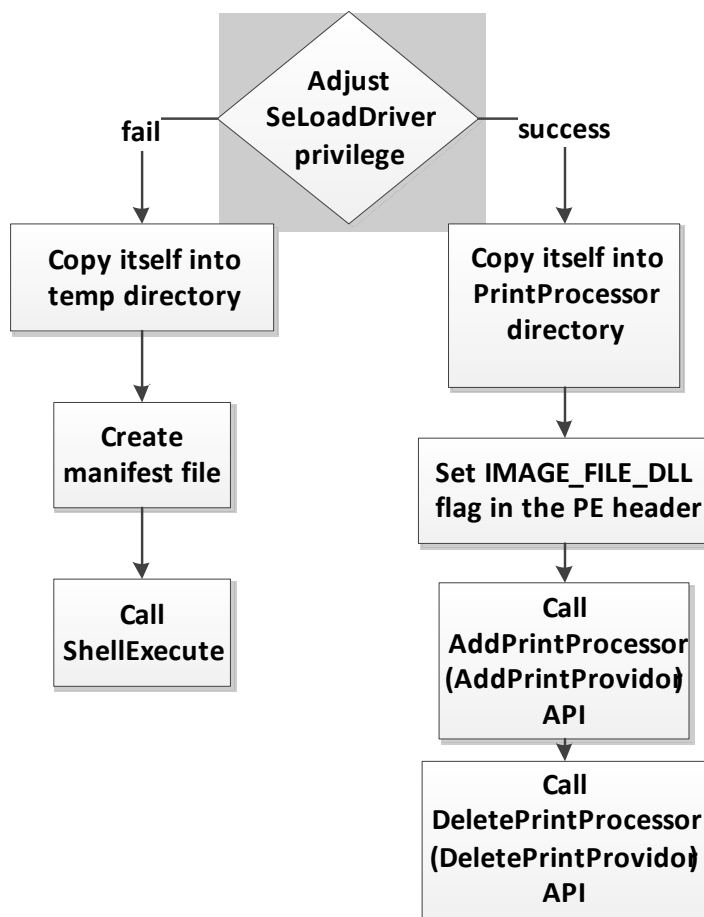 Adjust
SeLoadDriver
privilege
fail
success
Copy itself into
temp directory
Copy itself into
PrintProcessor
directory
Create
manifest file
Set IMAGE_FILE_DLL
flag in the PE header
Call
ShellExecute
Call
AddPrintProcessor
(AddPrintProvidor)
API
Call
DeletePrintProcessor
(DeletePrintProvidor)
API